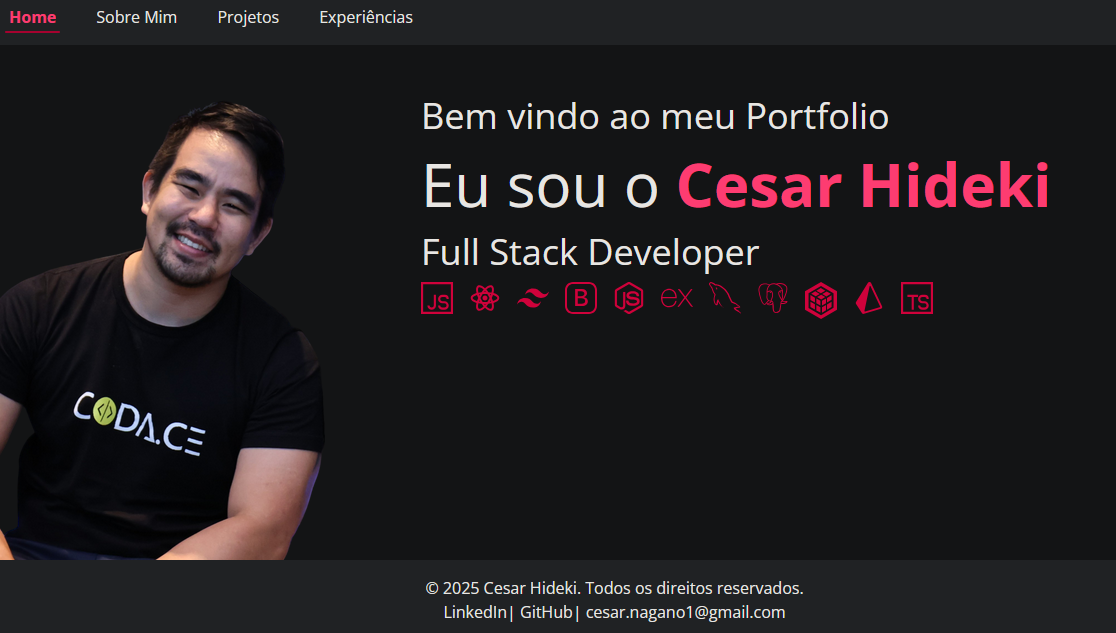 Home Sobre Mim Projetos Experiências
Bem vindo ao meu Portfolio
Eu sou o Cesar Hideki
Full Stack Developer
JS B JS ex TS
CODA.CE
© 2025 Cesar Hideki. Todos os direitos reservados.
LinkedIn| GitHub| cesar.nagano1@gmail.com